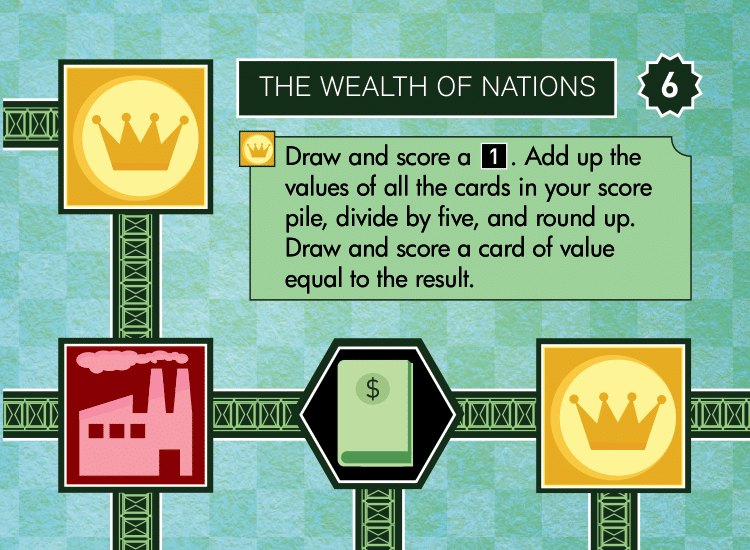 THE WEALTH OF NATIONS 6
Draw and score a 1. Add up the
values of all the cards in your score
pile, divide by five, and round up.
Draw and score a card of value
equal to the result.
$